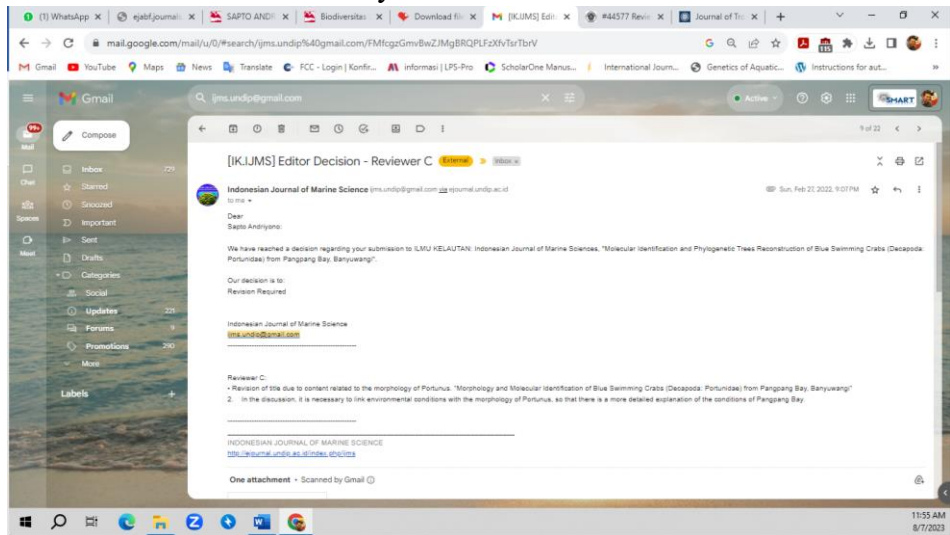 (1) WhatsApp
ejabf.journals
SAPTO ANDR
Biodiversitas
Download fil
[IK.IJMS] Edit
#44577 Revie
Journal of Tro
mail.google.com/mail/u/0/#search/ijms.undip%40gmail.com/FMfcgzGmvBwZJMgBRQPLFzXfvTsrTbrV
Gmail
YouTube
Maps
News
Translate
FCC - Login | Konfir...
informasi | LPS-Pro
ScholarOne Manus...
International Journ...
Genetics of Aquatic...
Instructions for aut...
Gmail
ijms.undip@gmail.com
Active
SMART
99+
Mail
Compose
9 of 22
Chat
Spaces
Meet
Inbox 729
Starred
Snoozed
Important
Sent
Drafts
Categories
Social
Updates 221
Forums 9
Promotions 290
More
Labels
[IK.IJMS] Editor Decision - Reviewer C External Inbox x
Indonesian Journal of Marine Science ijms.undip@gmail.com via ejournal.undip.ac.id
Sun, Feb 27, 2022, 9:07 PM
to me
Dear
Sapto Andriyono:
We have reached a decision regarding your submission to ILMU KELAUTAN: Indonesian Journal of Marine Sciences, "Molecular Identification and Phylogenetic Trees Reconstruction of Blue Swimming Crabs (Decapoda:
Portunidae) from Pangpang Bay, Banyuwangi".
Our decision is to:
Revision Required
Indonesian Journal of Marine Science
ijms.undip@gmail.com
Reviewer C:
• Revision of title due to content related to the morphology of Portunus. "Morphology and Molecular Identification of Blue Swimming Crabs (Decapoda: Portunidae) from Pangpang Bay, Banyuwangi"
2. In the discussion, it is necessary to link environmental conditions with the morphology of Portunus, so that there is a more detailed explanation of the conditions of Pangpang Bay.
INDONESIAN JOURNAL OF MARINE SCIENCE
http://ejournal.undip.ac.id/index.php/ijms
One attachment • Scanned by Gmail
11:55 AM
8/7/2023